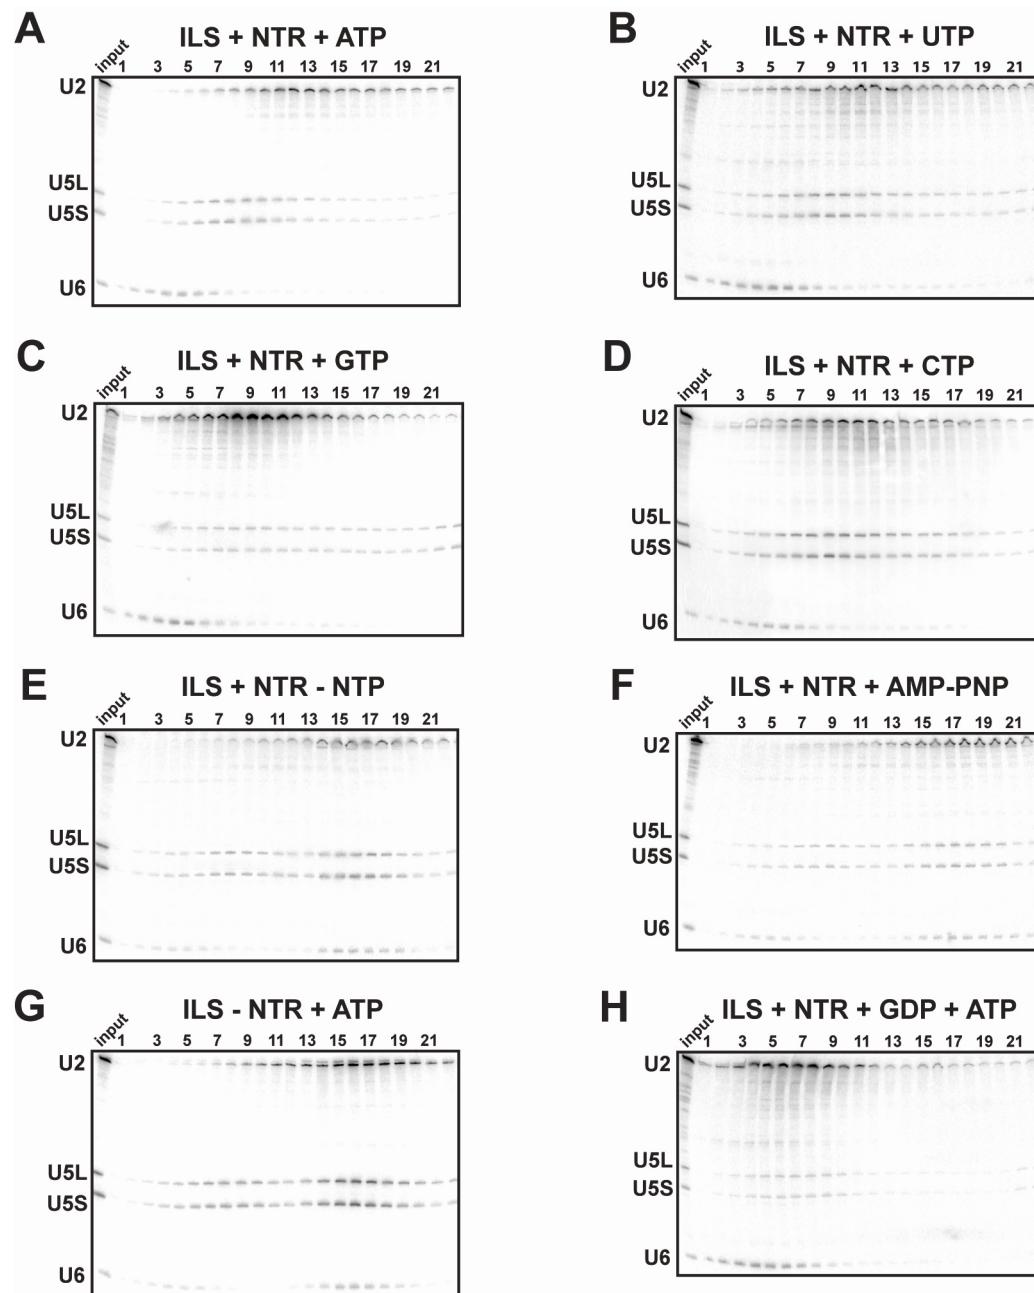 A
ILS + NTR + ATP
input 1 3 5 7 9 11 13 15 17 19 21
U2
U5L
U5S
U6
B
ILS + NTR + UTP
input 1 3 5 7 9 11 13 15 17 19 21
U2
U5L
U5S
U6
C
ILS + NTR + GTP
input 1 3 5 7 9 11 13 15 17 19 21
U2
U5L
U5S
U6
D
ILS + NTR + CTP
input 1 3 5 7 9 11 13 15 17 19 21
U2
U5L
U5S
U6
E
ILS + NTR - NTP
input 1 3 5 7 9 11 13 15 17 19 21
U2
U5L
U5S
U6
F
ILS + NTR + AMP-PNP
input 1 3 5 7 9 11 13 15 17 19 21
U2
U5L
U5S
U6
G
ILS - NTR + ATP
input 1 3 5 7 9 11 13 15 17 19 21
U2
U5L
U5S
U6
H
ILS + NTR + GDP + ATP
input 1 3 5 7 9 11 13 15 17 19 21
U2
U5L
U5S
U6